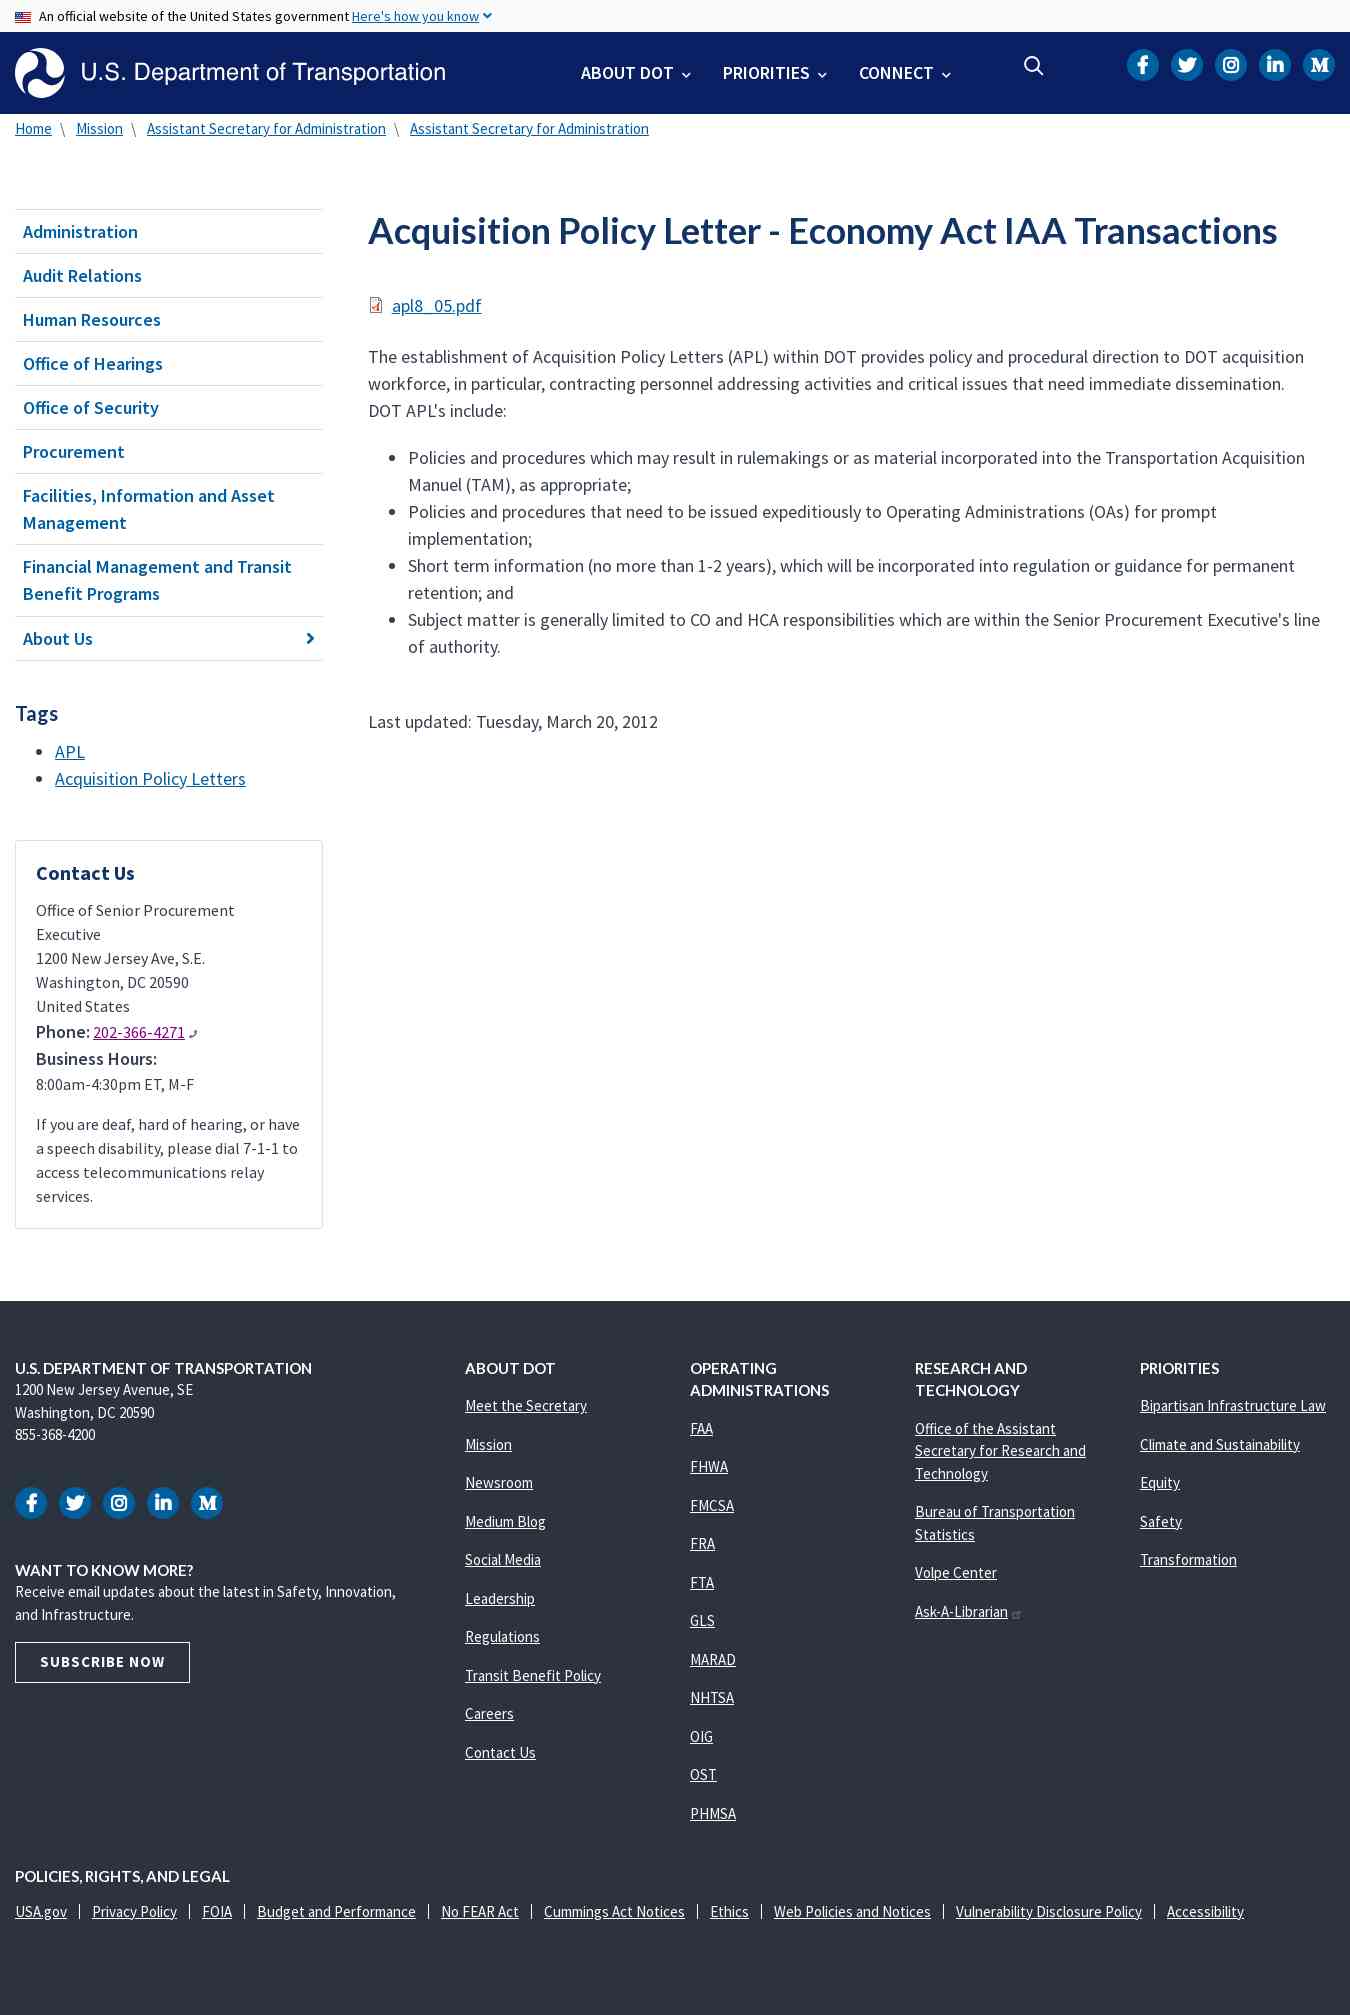 An official website of the United States government Here's how you know
U.S. Department of Transportation
ABOUT DOT
PRIORITIES
CONNECT
Home \ Mission \ Assistant Secretary for Administration \ Assistant Secretary for Administration
Administration
Audit Relations
Human Resources
Office of Hearings
Office of Security
Procurement
Facilities, Information and Asset
Management
Financial Management and Transit
Benefit Programs
About Us
Tags
• APL
• Acquisition Policy Letters
Contact Us
Office of Senior Procurement
Executive
1200 New Jersey Ave, S.E.
Washington, DC 20590
United States
Phone: 202-366-4271
Business Hours:
8:00am-4:30pm ET, M-F
If you are deaf, hard of hearing, or have
a speech disability, please dial 7-1-1 to
access telecommunications relay
services.
Acquisition Policy Letter - Economy Act IAA Transactions
apl8_05.pdf
The establishment of Acquisition Policy Letters (APL) within DOT provides policy and procedural direction to DOT acquisition
workforce, in particular, contracting personnel addressing activities and critical issues that need immediate dissemination.
DOT APL's include:
• Policies and procedures which may result in rulemakings or as material incorporated into the Transportation Acquisition
Manuel (TAM), as appropriate;
• Policies and procedures that need to be issued expeditiously to Operating Administrations (OAs) for prompt
implementation;
• Short term information (no more than 1-2 years), which will be incorporated into regulation or guidance for permanent
retention; and
• Subject matter is generally limited to CO and HCA responsibilities which are within the Senior Procurement Executive's line
of authority.
Last updated: Tuesday, March 20, 2012
U.S. DEPARTMENT OF TRANSPORTATION
1200 New Jersey Avenue, SE
Washington, DC 20590
855-368-4200
WANT TO KNOW MORE?
Receive email updates about the latest in Safety, Innovation,
and Infrastructure.
SUBSCRIBE NOW
ABOUT DOT
Meet the Secretary
Mission
Newsroom
Medium Blog
Social Media
Leadership
Regulations
Transit Benefit Policy
Careers
Contact Us
OPERATING
ADMINISTRATIONS
FAA
FHWA
FMCSA
FRA
FTA
GLS
MARAD
NHTSA
OIG
OST
PHMSA
RESEARCH AND
TECHNOLOGY
Office of the Assistant
Secretary for Research and
Technology
Bureau of Transportation
Statistics
Volpe Center
Ask-A-Librarian
PRIORITIES
Bipartisan Infrastructure Law
Climate and Sustainability
Equity
Safety
Transformation
POLICIES, RIGHTS, AND LEGAL
USA.gov | Privacy Policy | FOIA | Budget and Performance | No FEAR Act | Cummings Act Notices | Ethics | Web Policies and Notices | Vulnerability Disclosure Policy | Accessibility